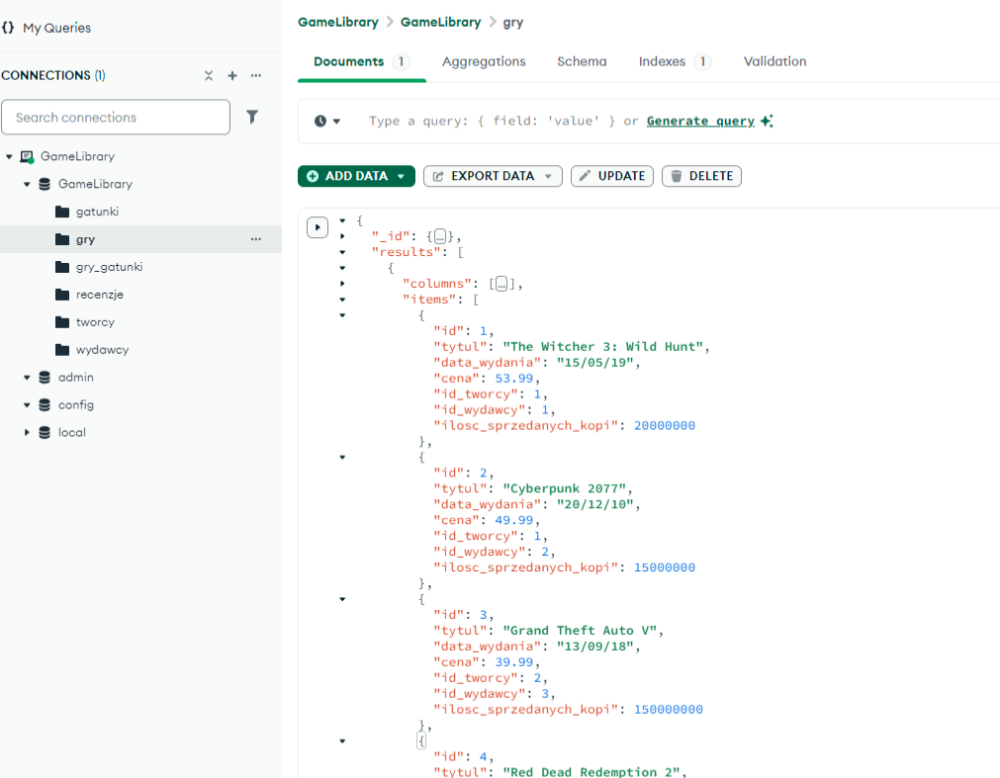 {} My Queries
CONNECTIONS (1)
Search connections
GameLibrary
GameLibrary
gatunki
gry
gry_gatunki
recenzje
tworcy
wydawcy
admin
config
local
GameLibrary > GameLibrary > gry
Documents 1 Aggregations Schema Indexes 1 Validation
Type a query: { field: 'value' } or Generate query
ADD DATA EXPORT DATA UPDATE DELETE
{
"_id": {…},
"results": [
{
"columns": […],
"items": [
{
"id": 1,
"tytul": "The Witcher 3: Wild Hunt",
"data_wydania": "15/05/19",
"cena": 53.99,
"id_tworcy": 1,
"id_wydawcy": 1,
"ilosc_sprzedanych_kopi": 20000000
},
{
"id": 2,
"tytul": "Cyberpunk 2077",
"data_wydania": "20/12/10",
"cena": 49.99,
"id_tworcy": 1,
"id_wydawcy": 2,
"ilosc_sprzedanych_kopi": 15000000
},
{
"id": 3,
"tytul": "Grand Theft Auto V",
"data_wydania": "13/09/18",
"cena": 39.99,
"id_tworcy": 2,
"id_wydawcy": 3,
"ilosc_sprzedanych_kopi": 150000000
},
{
"id": 4,
"tytul": "Red Dead Redemption 2",